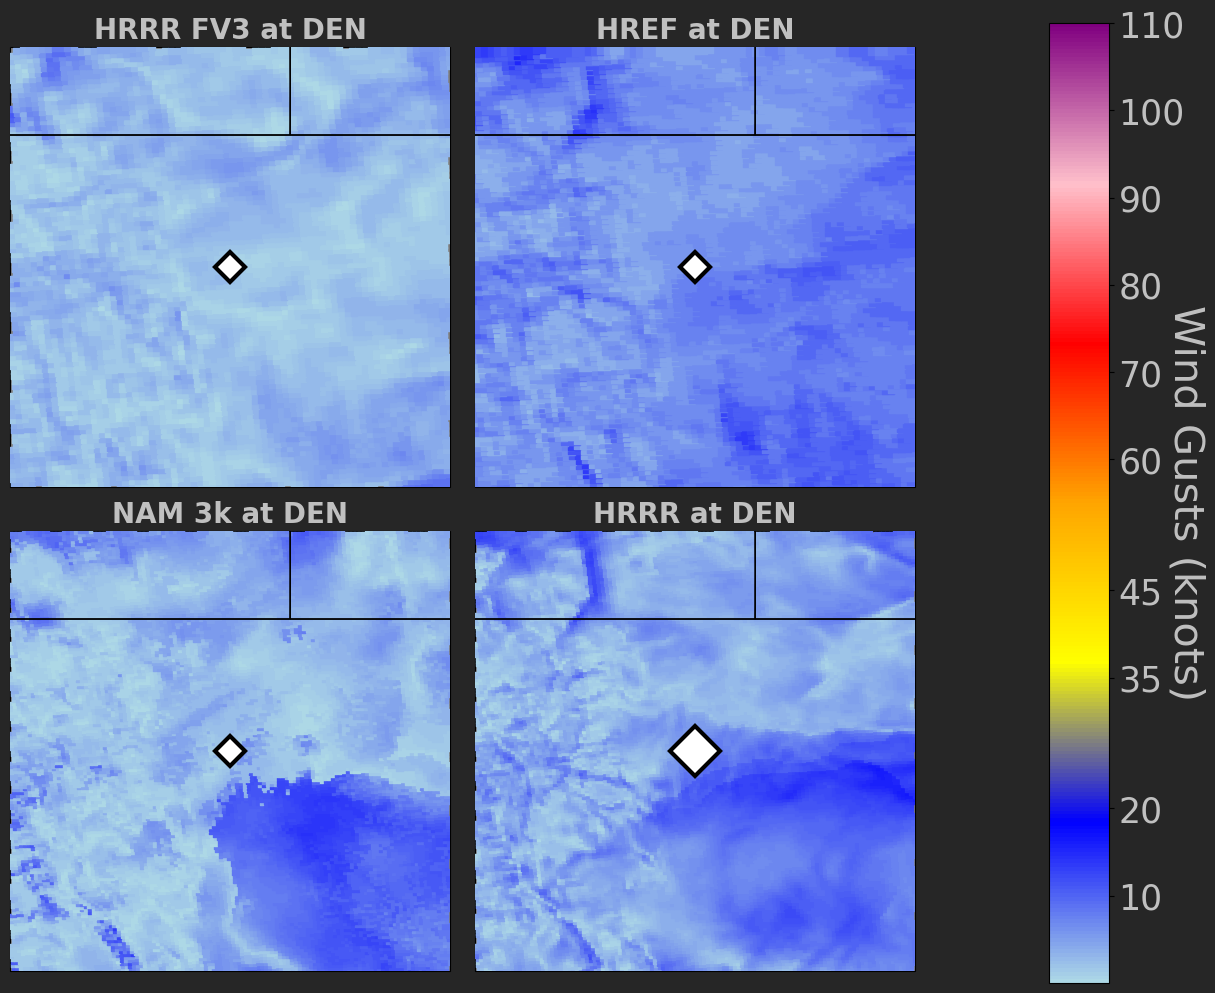 HRRR FV3 at DEN
HREF at DEN
NAM 3k at DEN
HRRR at DEN
110
100
90
80
70
60
45
35
20
10
Wind Gusts (knots)